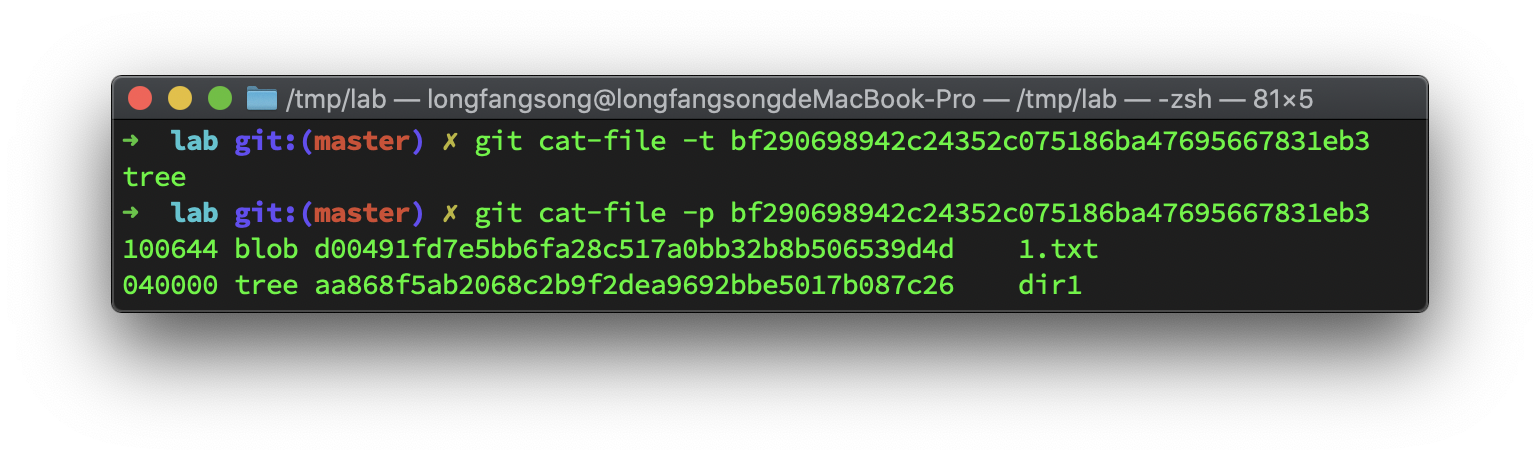 /tmp/lab — longfangsong@longfangsongdeMacBook-Pro — /tmp/lab — -zsh — 81×5
➜  lab git:(master) ✗ git cat-file -t bf290698942c24352c075186ba47695667831eb3
tree
➜  lab git:(master) ✗ git cat-file -p bf290698942c24352c075186ba47695667831eb3
100644 blob d00491fd7e5bb6fa28c517a0bb32b8b506539d4d    1.txt
040000 tree aa868f5ab2068c2b9f2dea9692bbe5017b087c26    dir1